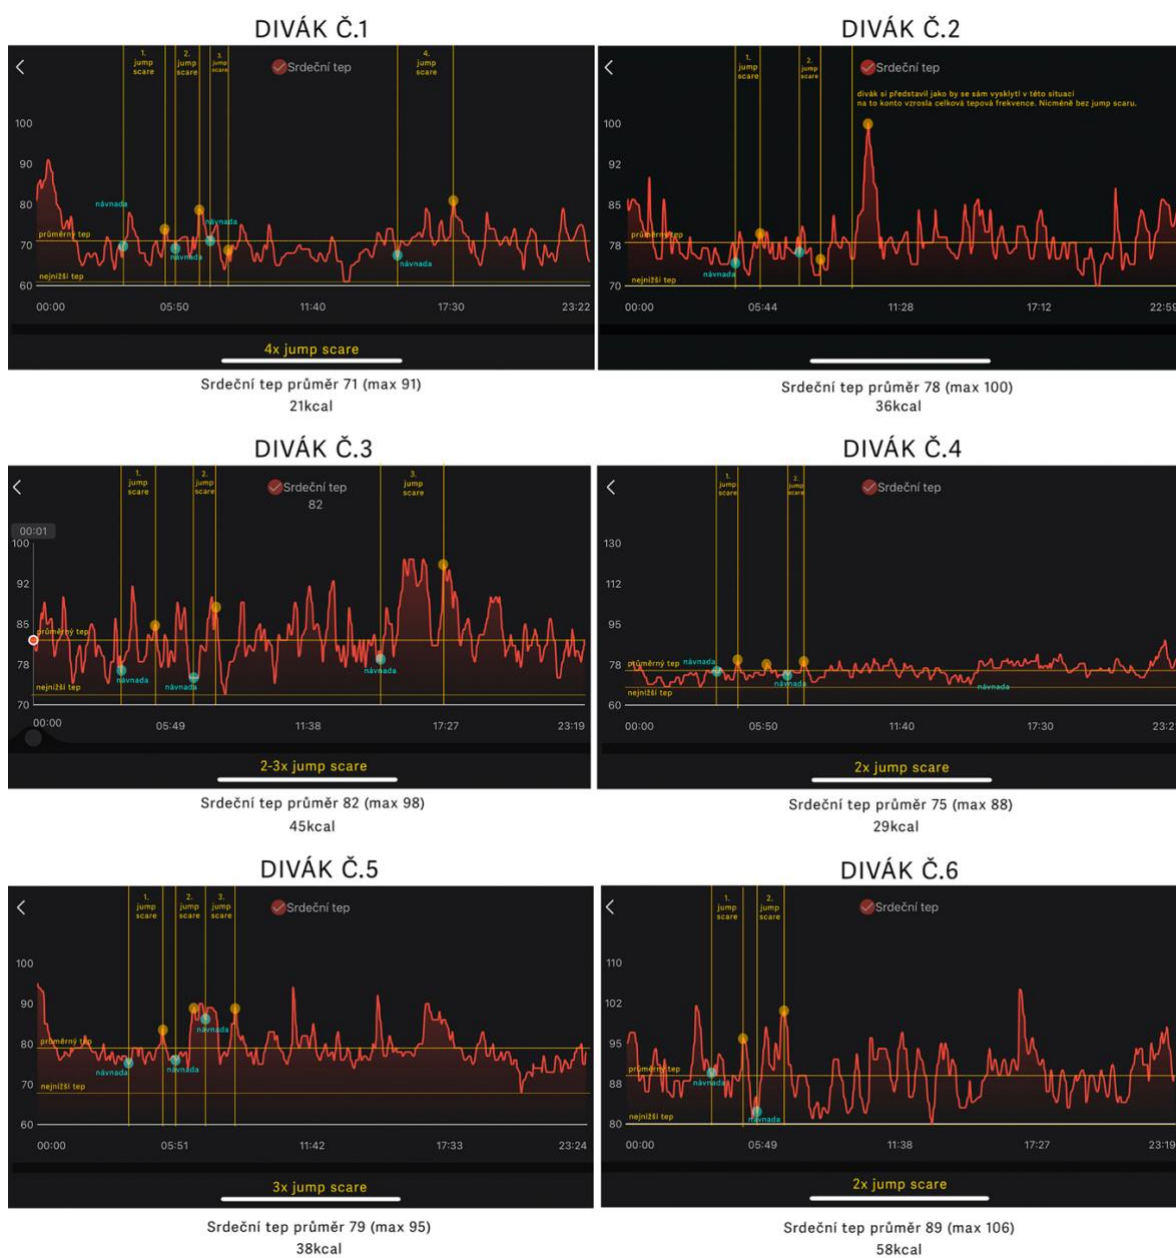 DIVÁK Č.1
1.
jump
scare
2.
jump
scare
3.
jump
scare
4.
jump
scare
Srdeční tep
100
90
80
70
60
návnada
návnada
průměrný tep
návnada
návnada
nejnižší tep
00:00 05:50 11:40 17:30 23:22
4x jump scare
Srdeční tep průměr 71 (max 91)
21kcal
DIVÁK Č.2
1.
jump
scare
2.
jump
scare
Srdeční tep
divák si představil jako by se sám vysklytl v této situaci
na to konto vzrosla celková tepová frekvence. Nicméně bez jump scaru.
100
92
85
78
70
průměrný tep
návnada
nejnižší tep
00:00 05:44 11:28 17:12 22:59
Srdeční tep průměr 78 (max 100)
36kcal
DIVÁK Č.3
1.
jump
scare
2.
jump
scare
3.
jump
scare
Srdeční tep
82
00:01
100
92
85
78
70
průměrný tep
návnada
návnada
návnada
nejnižší tep
00:00 05:49 11:38 17:27 23:19
2-3x jump scare
Srdeční tep průměr 82 (max 98)
45kcal
DIVÁK Č.4
1.
jump
scare
2.
jump
scare
Srdeční tep
130
112
95
78
60
průměrný tep
návnada
návnada
návnada
nejnižší tep
00:00 05:50 11:40 17:30 23:2
2x jump scare
Srdeční tep průměr 75 (max 88)
29kcal
DIVÁK Č.5
1.
jump
scare
2.
jump
scare
3.
jump
scare
Srdeční tep
100
90
80
70
60
průměrný tep
návnada
návnada
návnada
nejnižší tep
00:00 05:51 11:42 17:33 23:24
3x jump scare
Srdeční tep průměr 79 (max 95)
38kcal
DIVÁK Č.6
1.
jump
scare
2.
jump
scare
Srdeční tep
110
102
95
88
80
průměrný tep
návnada
návnada
nejnižší tep
00:00 05:49 11:38 17:27 23:19
2x jump scare
Srdeční tep průměr 89 (max 106)
58kcal